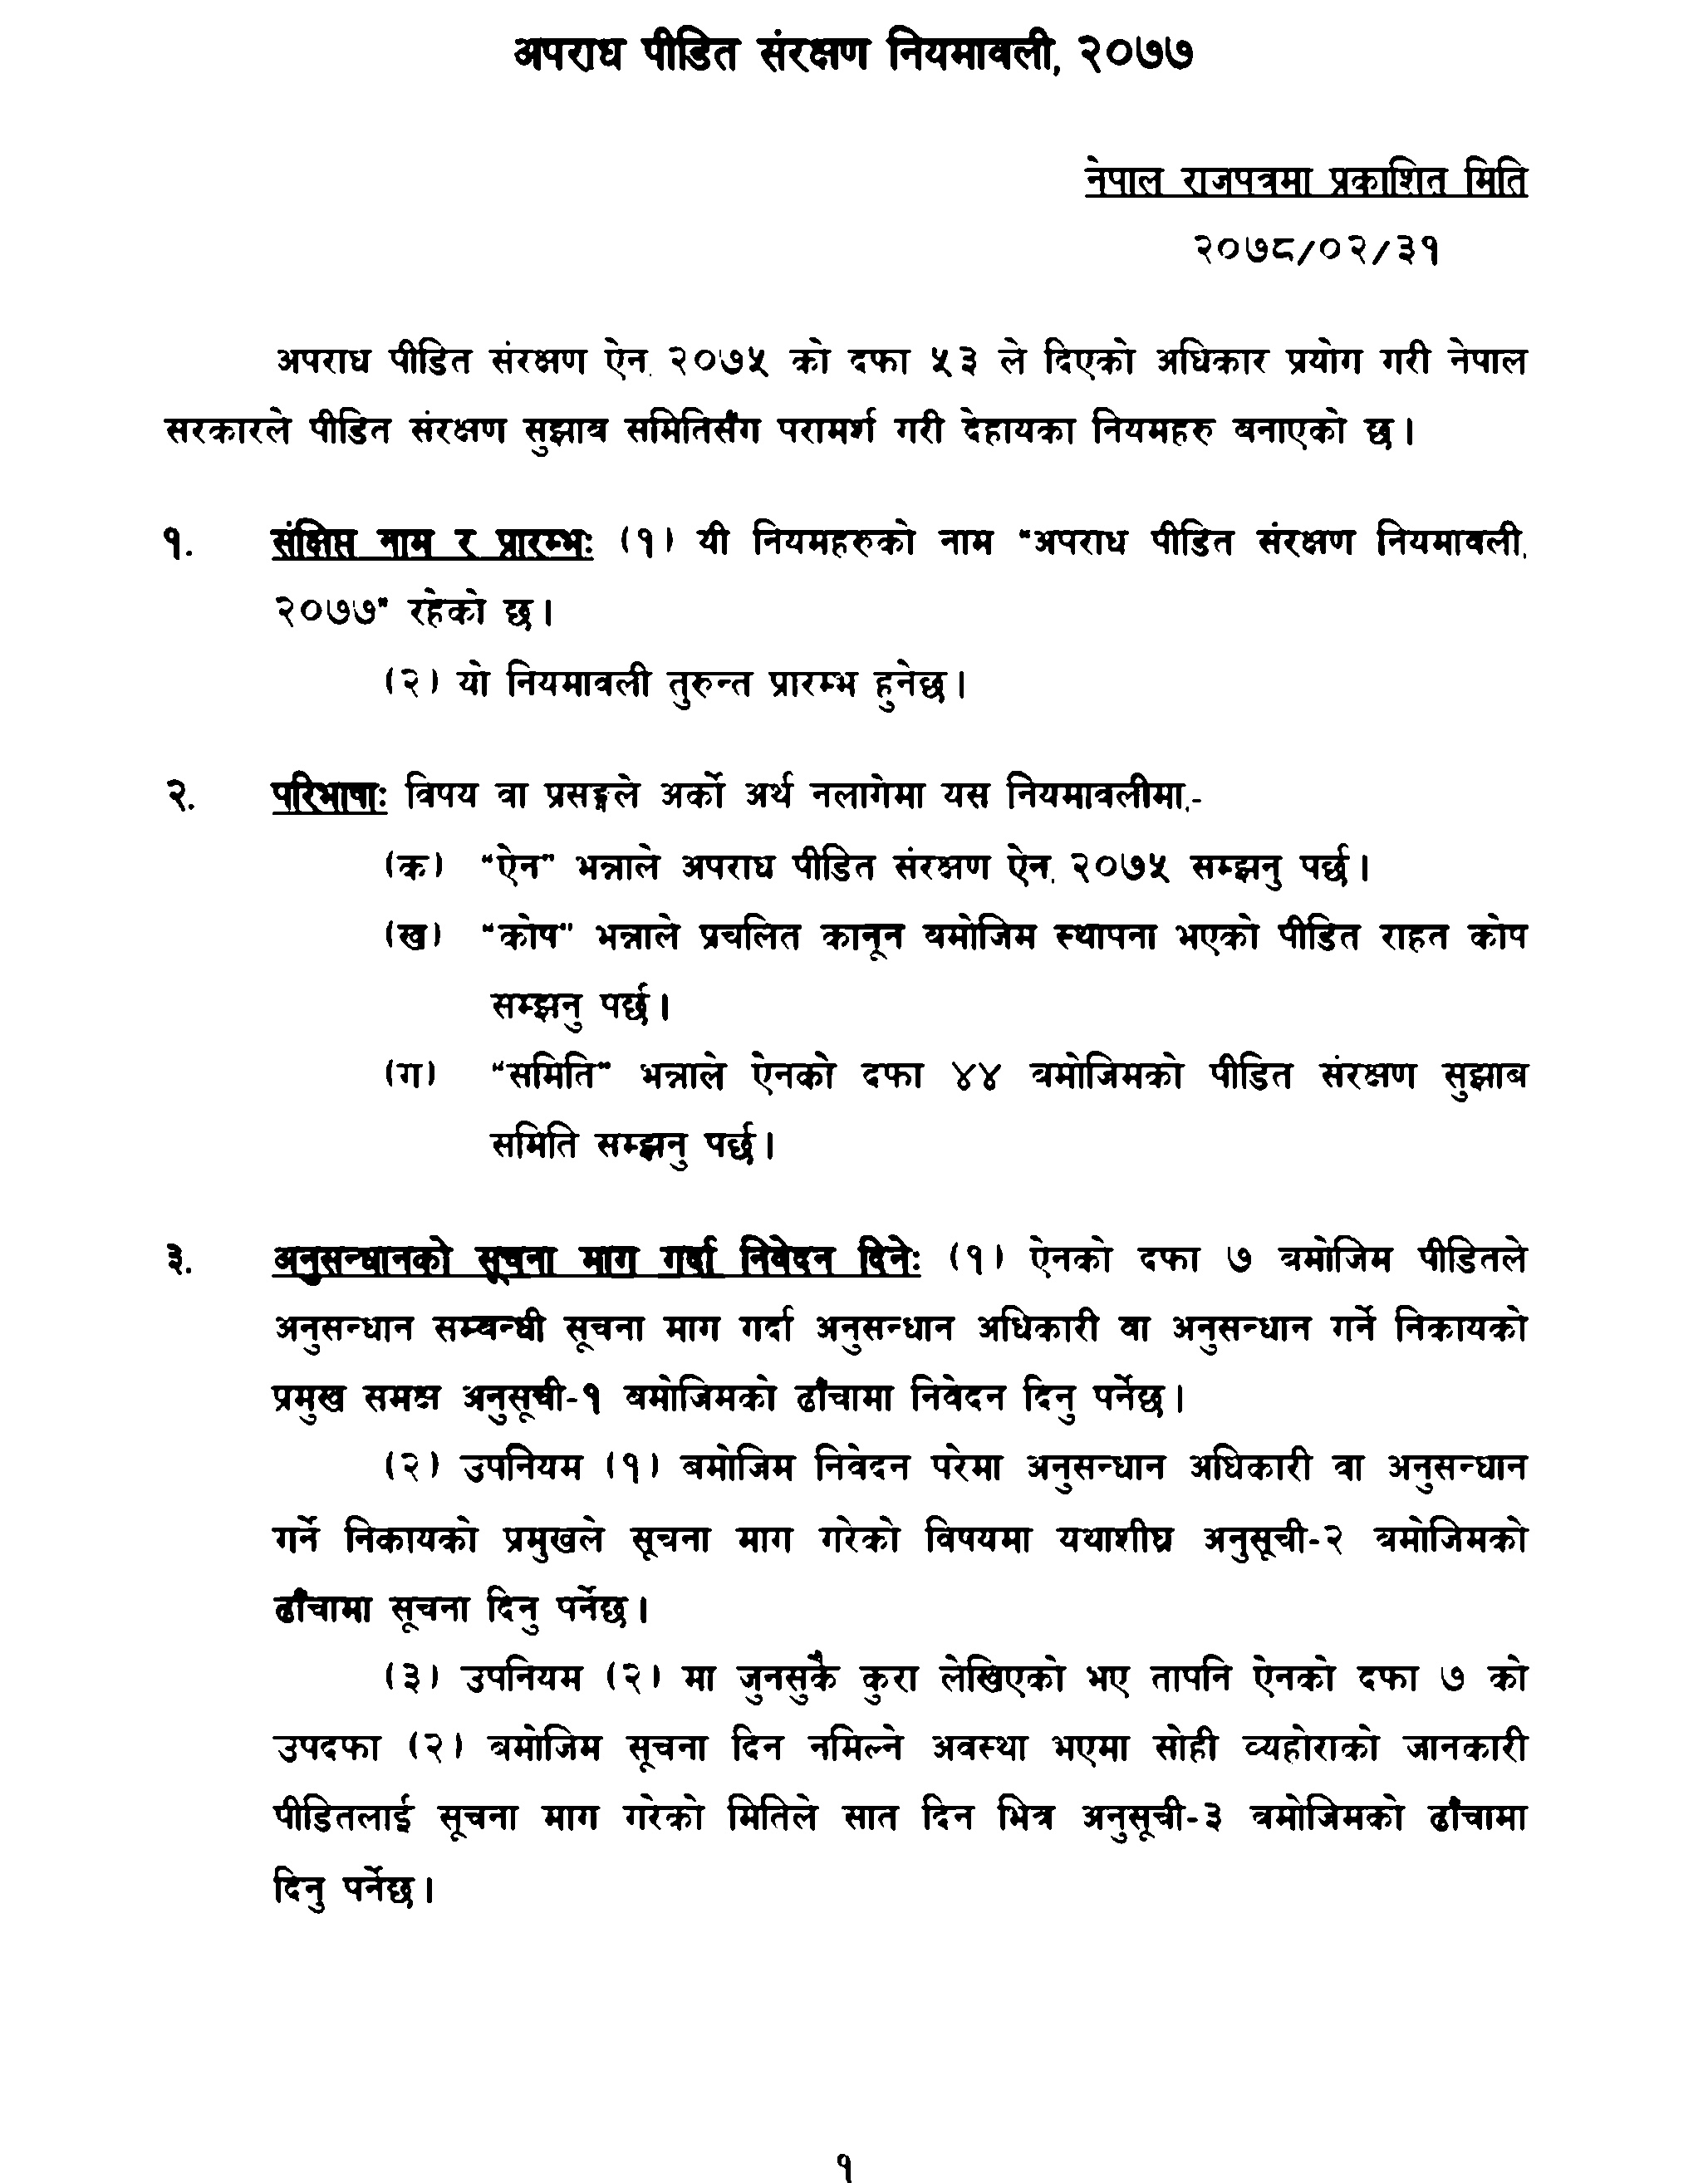 अपराध पीडित संरक्षण नियमावली, २०७७
नेपाल राजपत्रमा प्रकाशित मिति
२०७८/०२/३१
अपराध पीडित संरक्षण ऐन, २०७५ को दफा ५३ ले दिएको अधिकार प्रयोग गरी नेपाल
सरकारले पीडित संरक्षण सुझाव समितिसँग परामर्श गरी देहायका नियमहरु बनाएको छ।
१. संक्षिप्त नाम र प्रारम्भः (१) यी नियमहरुको नाम "अपराध पीडित संरक्षण नियमावली,
२०७७" रहेको छ।
(२) यो नियमावली तुरुन्त प्रारम्भ हुनेछ।
२. परिभाषाः विषय वा प्रसङ्गले अर्को अर्थ नलागेमा यस नियमावलीमा,-
(क) "ऐन" भन्नाले अपराध पीडित संरक्षण ऐन, २०७५ सम्झनु पर्छ।
(ख) "कोष" भन्नाले प्रचलित कानून बमोजिम स्थापना भएको पीडित राहत कोष
सम्झनु पर्छ।
(ग) "समिति" भन्नाले ऐनको दफा ४४ बमोजिमको पीडित संरक्षण सुझाव
समिति सम्झनु पर्छ।
३. अनुसन्धानको सूचना माग गर्दा निवेदन दिनेः (१) ऐनको दफा ७ बमोजिम पीडितले
अनुसन्धान सम्बन्धी सूचना माग गर्दा अनुसन्धान अधिकारी वा अनुसन्धान गर्ने निकायको
प्रमुख समक्ष अनुसूची-१ बमोजिमको ढाँचामा निवेदन दिनु पर्नेछ।
(२) उपनियम (१) बमोजिम निवेदन परेमा अनुसन्धान अधिकारी वा अनुसन्धान
गर्ने निकायको प्रमुखले सूचना माग गरेको विषयमा यथाशीघ्र अनुसूची-२ बमोजिमको
ढाँचामा सूचना दिनु पर्नेछ।
(३) उपनियम (२) मा जुनसुकै कुरा लेखिएको भए तापनि ऐनको दफा ७ को
उपदफा (२) बमोजिम सूचना दिन नमिल्ने अवस्था भएमा सोही व्यहोराको जानकारी
पीडितलाई सूचना माग गरेको मितिले सात दिन भित्र अनुसूची-३ बमोजिमको ढाँचामा
दिनु पर्नेछ।
१